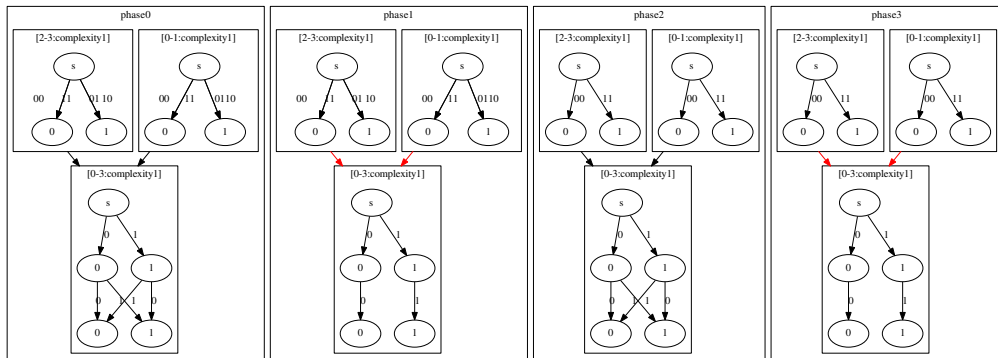 phase0
[2-3:complexity1] [0-1:complexity1]
s s
00 11 01 10 00 11 01 10
0 1 0 1
[0-3:complexity1]
s
0 1
0 1
0 1 1 0
0 1
phase1
[2-3:complexity1] [0-1:complexity1]
s s
00 11 01 10 00 11 01 10
0 1 0 1
[0-3:complexity1]
s
0 1
0 1
0 1
0 1
phase2
[2-3:complexity1] [0-1:complexity1]
s s
00 11 00 11
0 1 0 1
[0-3:complexity1]
s
0 1
0 1
0 1 1 0
0 1
phase3
[2-3:complexity1] [0-1:complexity1]
s s
00 11 00 11
0 1 0 1
[0-3:complexity1]
s
0 1
0 1
0 1
0 1